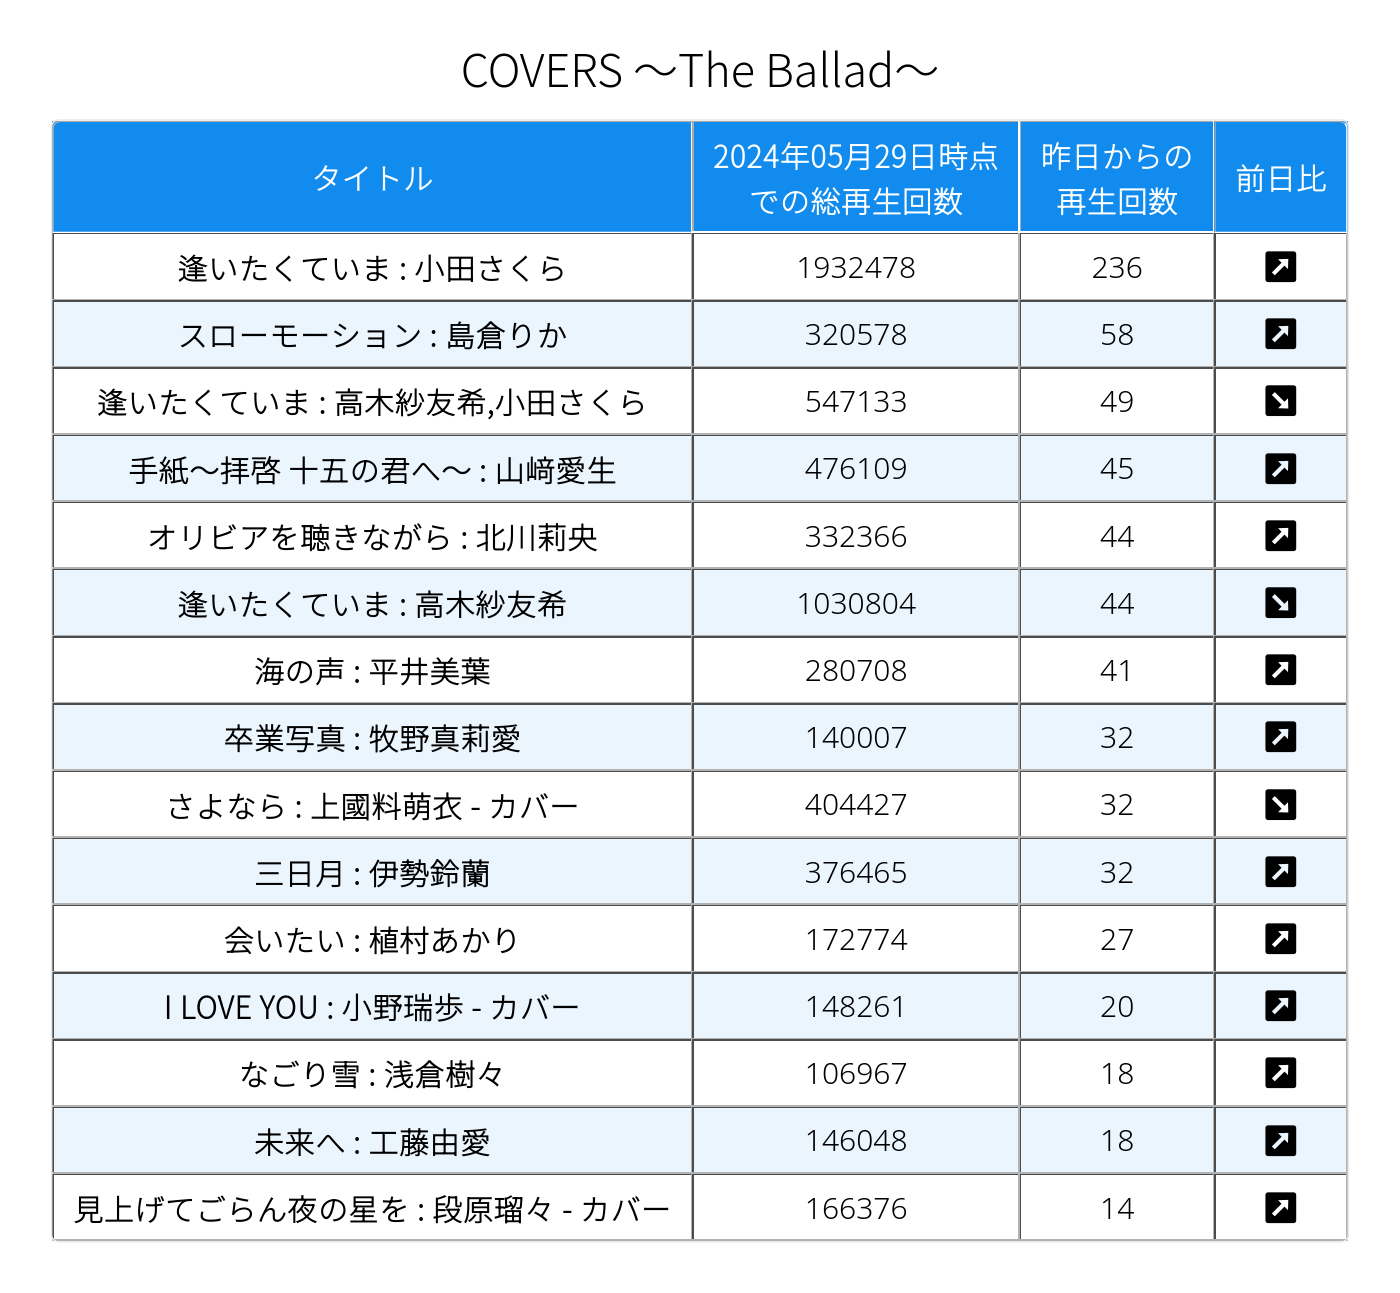 COVERS ～The Ballad～
タイトル 2024年05月29日時点での総再生回数 昨日からの再生回数 前日比
逢いたくていま : 小田さくら 1932478 236 ↗
スローモーション : 島倉りか 320578 58 ↗
逢いたくていま : 高木紗友希,小田さくら 547133 49 ↘
手紙～拝啓 十五の君へ～ : 山﨑愛生 476109 45 ↗
オリビアを聴きながら : 北川莉央 332366 44 ↗
逢いたくていま : 高木紗友希 1030804 44 ↘
海の声 : 平井美葉 280708 41 ↗
卒業写真 : 牧野真莉愛 140007 32 ↗
さよなら : 上國料萌衣 - カバー 404427 32 ↘
三日月 : 伊勢鈴蘭 376465 32 ↗
会いたい : 植村あかり 172774 27 ↗
I LOVE YOU : 小野瑞歩 - カバー 148261 20 ↗
なごり雪 : 浅倉樹々 106967 18 ↗
未来へ : 工藤由愛 146048 18 ↗
見上げてごらん夜の星を : 段原瑠々 - カバー 166376 14 ↗